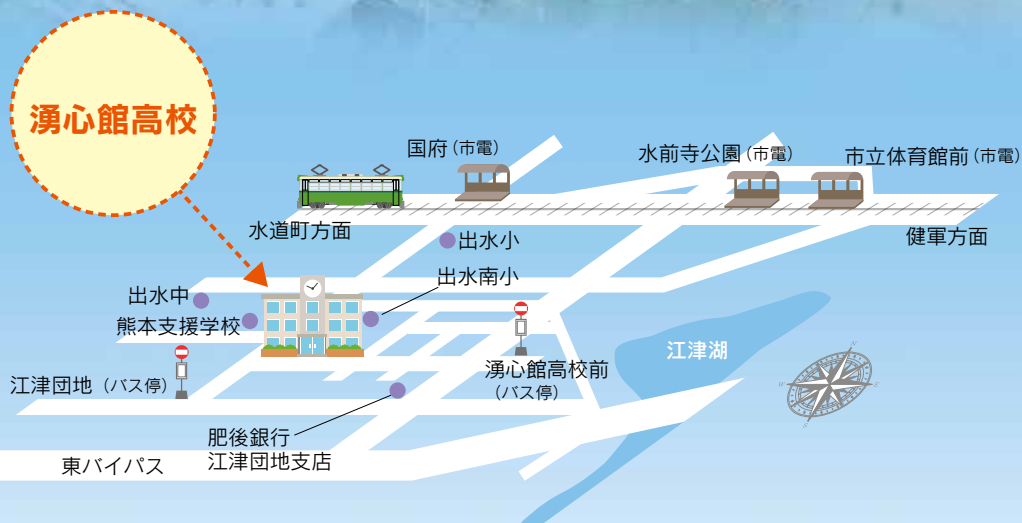 湧心館高校
国府（市電）
水前寺公園（市電）
市立体育館前（市電）
水道町方面
健軍方面
出水小
出水南小
出水中
熊本支援学校
江津湖
江津団地（バス停）
湧心館高校前
（バス停）
肥後銀行
江津団地支店
東バイパス
N
W
E
S